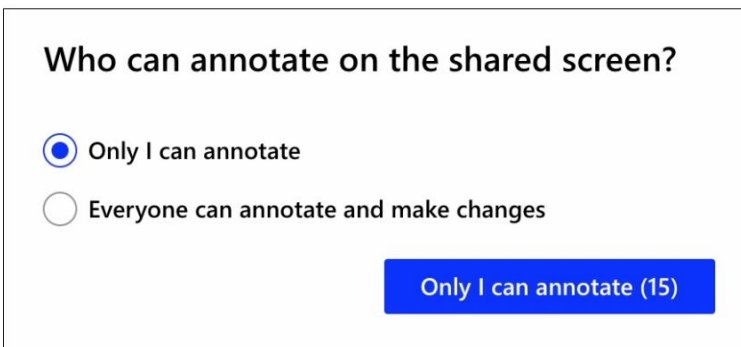 Who can annotate on the shared screen?
Only I can annotate
Everyone can annotate and make changes
Only I can annotate (15)